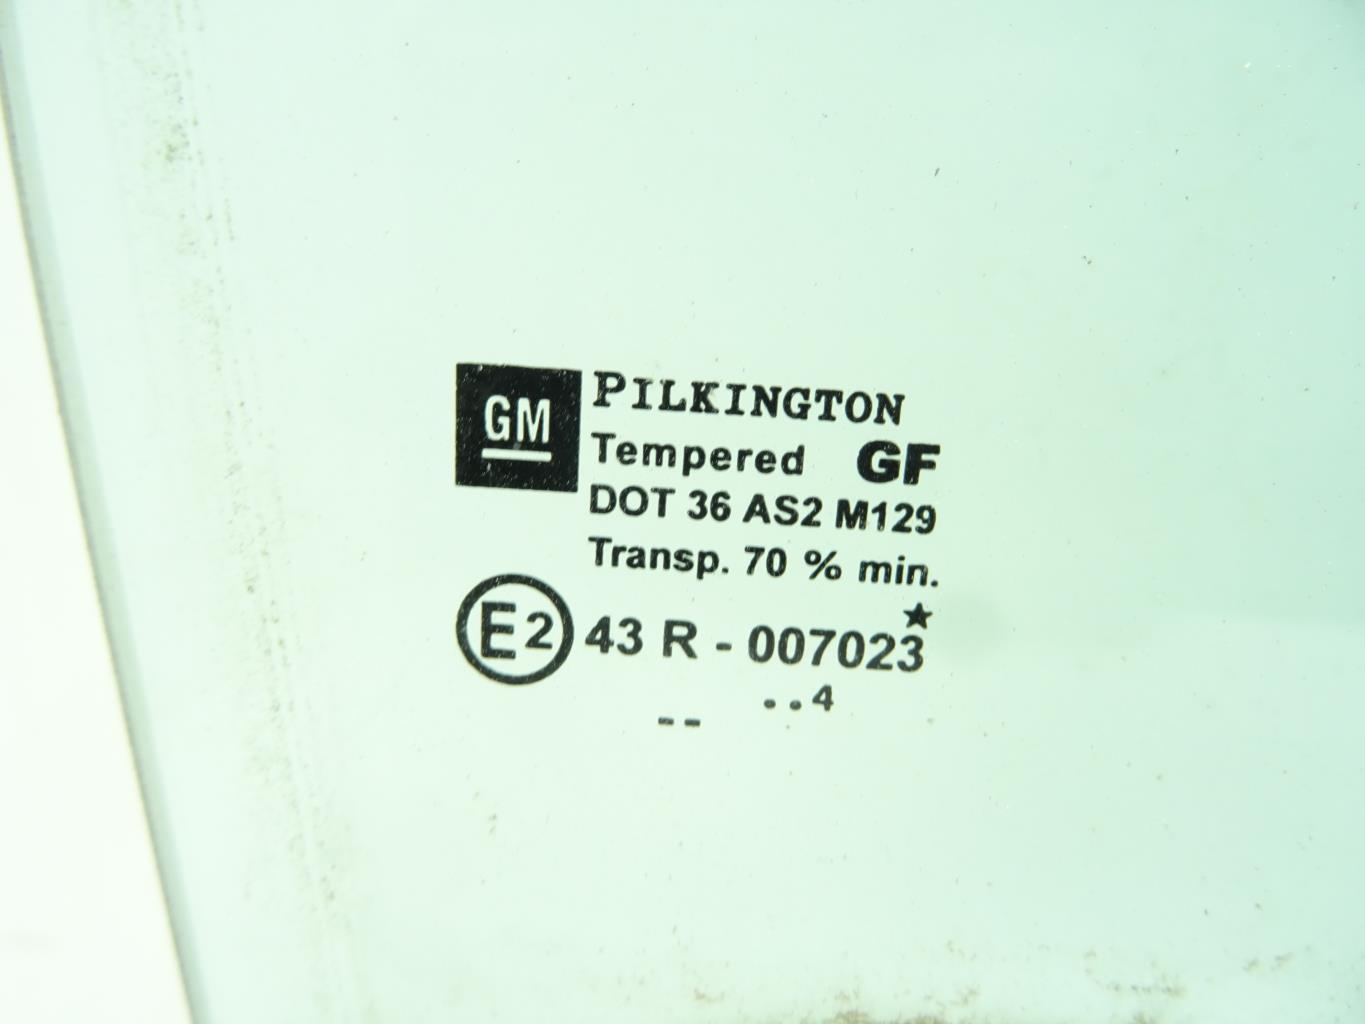 GM
PILKINGTON
Tempered GF
DOT 36 AS2 M129
Transp. 70 % min.
E2 43 R - 007023★
-- ..4